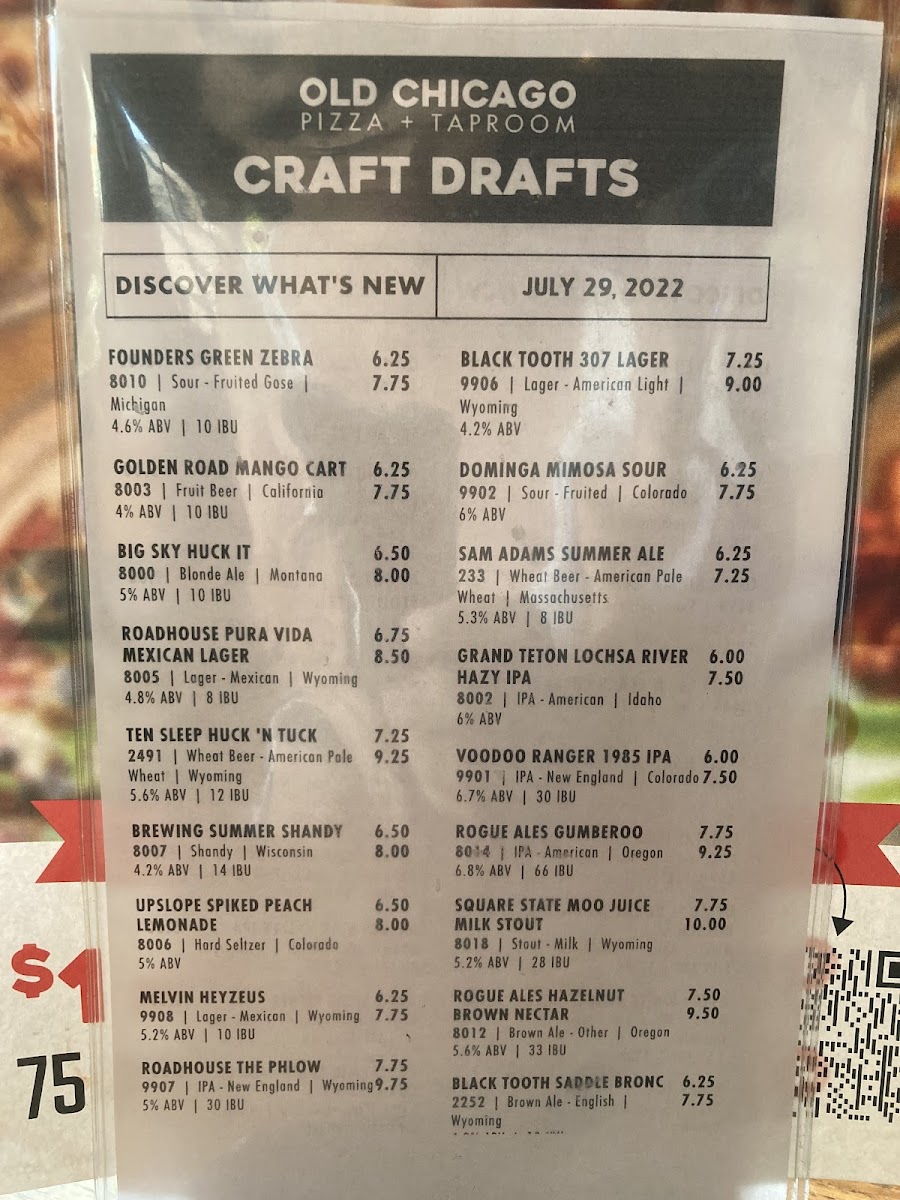 OLD CHICAGO
PIZZA + TAPROOM
CRAFT DRAFTS
DISCOVER WHAT'S NEW
JULY 29, 2022
FOUNDERS GREEN ZEBRA 6.25
8010 | Sour - Fruited Gose | 7.75
Michigan
4.6% ABV | 10 IBU
GOLDEN ROAD MANGO CART 6.25
8003 | Fruit Beer | California 7.75
4% ABV | 10 IBU
BIG SKY HUCK IT 6.50
8000 | Blonde Ale | Montana 8.00
5% ABV | 10 IBU
ROADHOUSE PURA VIDA 6.75
MEXICAN LAGER 8.50
8005 | Lager - Mexican | Wyoming
4.8% ABV | 8 IBU
TEN SLEEP HUCK 'N TUCK 7.25
2491 | Wheat Beer - American Pale 9.25
Wheat | Wyoming
5.6% ABV | 12 IBU
BREWING SUMMER SHANDY 6.50
8007 | Shandy | Wisconsin 8.00
4.2% ABV | 14 IBU
UPSLOPE SPIKED PEACH 6.50
LEMONADE 8.00
8006 | Hard Seltzer | Colorado
5% ABV
MELVIN HEYZEUS 6.25
9908 | Lager - Mexican | Wyoming 7.75
5.2% ABV | 10 IBU
ROADHOUSE THE PHLOW 7.75
9907 | IPA - New England | Wyoming 9.75
5% ABV | 30 IBU
BLACK TOOTH 307 LAGER 7.25
9906 | Lager - American Light | 9.00
Wyoming
4.2% ABV
DOMINGA MIMOSA SOUR 6.25
9902 | Sour - Fruited | Colorado 7.75
6% ABV
SAM ADAMS SUMMER ALE 6.25
233 | Wheat Beer - American Pale 7.25
Wheat | Massachusetts
5.3% ABV | 8 IBU
GRAND TETON LOCHSA RIVER 6.00
HAZY IPA 7.50
8002 | IPA - American | Idaho
6% ABV
VOODOO RANGER 1985 IPA 6.00
9901 | IPA - New England | Colorado 7.50
6.7% ABV | 30 IBU
ROGUE ALES GUMBEROO 7.75
8014 | IPA - American | Oregon 9.25
6.8% ABV | 66 IBU
SQUARE STATE MOO JUICE 7.75
MILK STOUT 10.00
8018 | Stout - Milk | Wyoming
5.2% ABV | 28 IBU
ROGUE ALES HAZELNUT 7.50
BROWN NECTAR 9.50
8012 | Brown Ale - Other | Oregon
5.6% ABV | 33 IBU
BLACK TOOTH SADDLE BRONC 6.25
2252 | Brown Ale - English | 7.75
Wyoming
$1
75